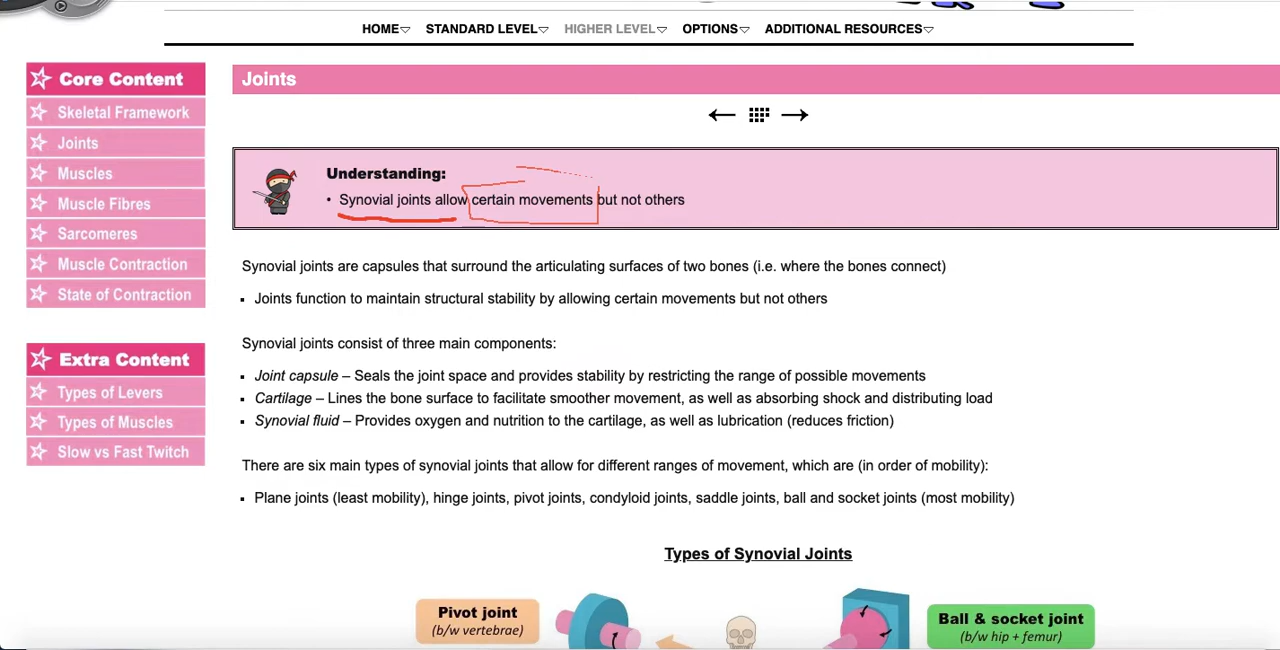 HOME STANDARD LEVEL HIGHER LEVEL OPTIONS ADDITIONAL RESOURCES
Core Content
Skeletal Framework
Joints
Muscles
Muscle Fibres
Sarcomeres
Muscle Contraction
State of Contraction
Extra Content
Types of Levers
Types of Muscles
Slow vs Fast Twitch
Joints
Understanding:
• Synovial joints allow certain movements but not others
Synovial joints are capsules that surround the articulating surfaces of two bones (i.e. where the bones connect)
▪ Joints function to maintain structural stability by allowing certain movements but not others
Synovial joints consist of three main components:
▪ Joint capsule – Seals the joint space and provides stability by restricting the range of possible movements
▪ Cartilage – Lines the bone surface to facilitate smoother movement, as well as absorbing shock and distributing load
▪ Synovial fluid – Provides oxygen and nutrition to the cartilage, as well as lubrication (reduces friction)
There are six main types of synovial joints that allow for different ranges of movement, which are (in order of mobility):
▪ Plane joints (least mobility), hinge joints, pivot joints, condyloid joints, saddle joints, ball and socket joints (most mobility)
Types of Synovial Joints
Pivot joint
(b/w vertebrae)
Ball & socket joint
(b/w hip + femur)